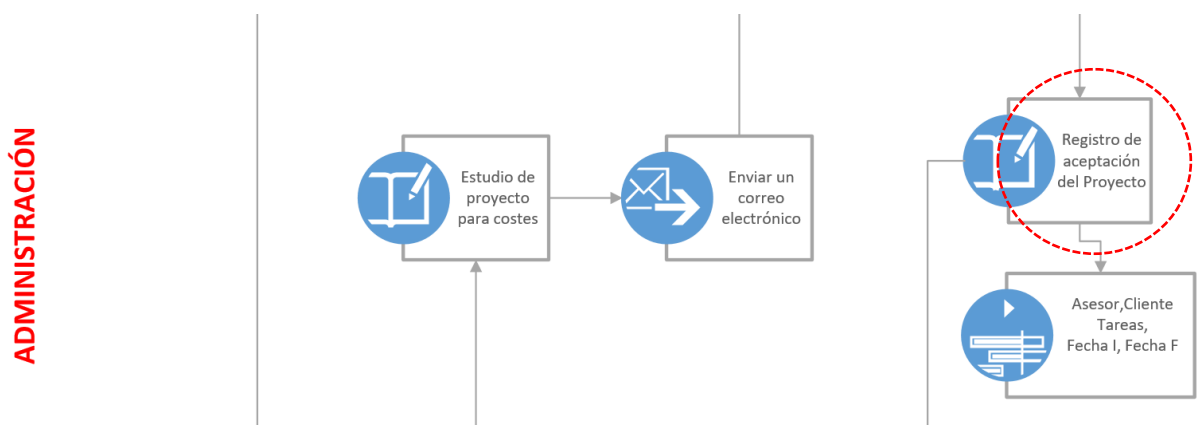 ADMINISTRACIÓN
Estudio de
proyecto
para costes
Enviar un
correo
electrónico
Registro de
aceptación
del Proyecto
Asesor,Cliente
Tareas,
Fecha I, Fecha F